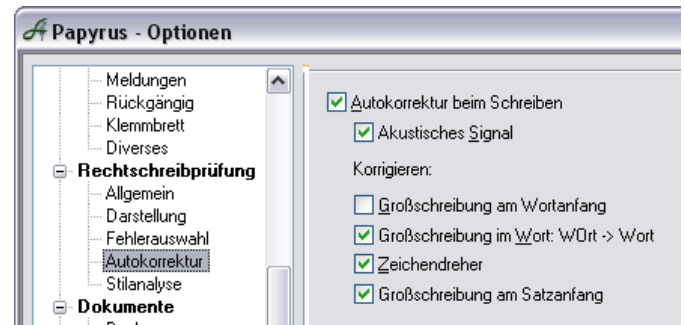 Papyrus - Optionen
Meldungen
Rückgängig
Klemmbrett
Diverses
Rechtschreibprüfung
Allgemein
Darstellung
Fehlerauswahl
Autokorrektur
Stilanalyse
Dokumente
Autokorrektur beim Schreiben
Akustisches Signal
Korrigieren:
Großschreibung am Wortanfang
Großschreibung im Wort: WOrt -> Wort
Zeichendreher
Großschreibung am Satzanfang